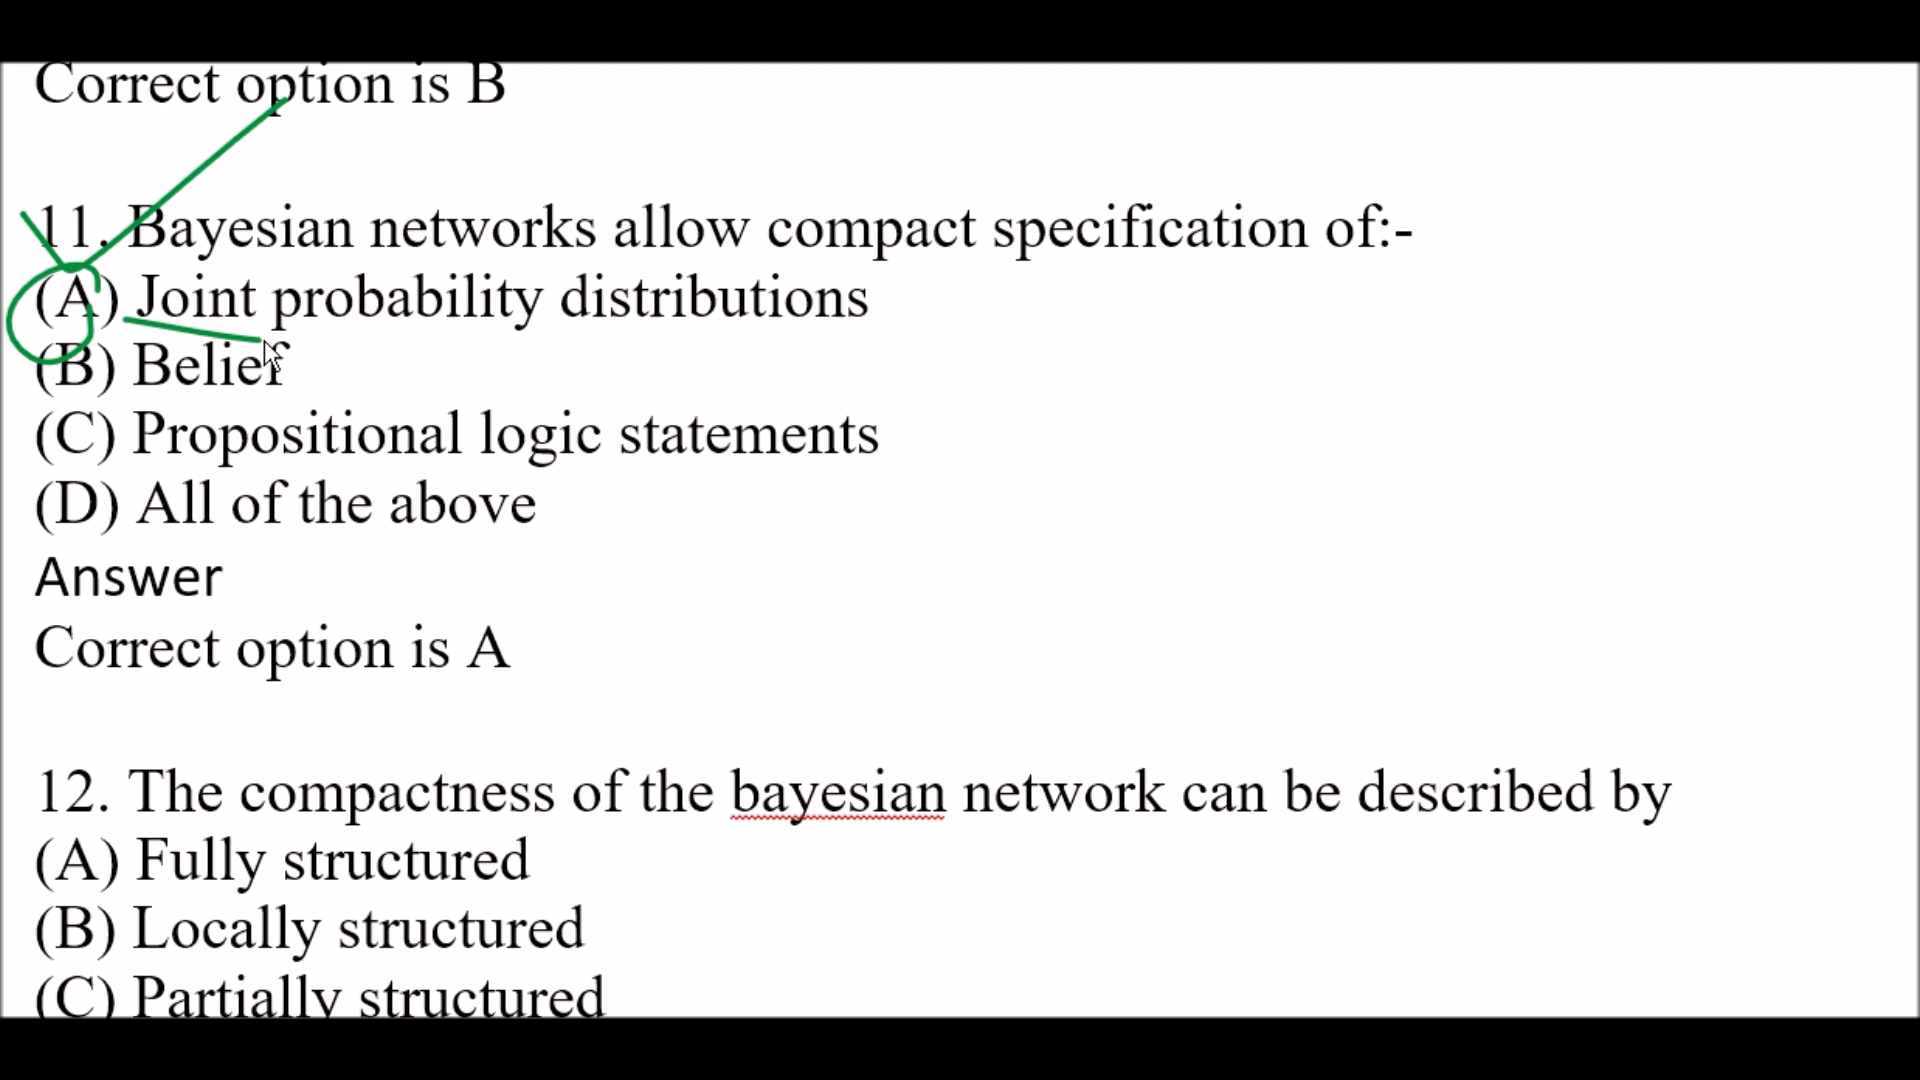 Correct option is B
11. Bayesian networks allow compact specification of:-
(A) Joint probability distributions
(B) Belief
(C) Propositional logic statements
(D) All of the above
Answer
Correct option is A
12. The compactness of the bayesian network can be described by
(A) Fully structured
(B) Locally structured
(C) Partially structured